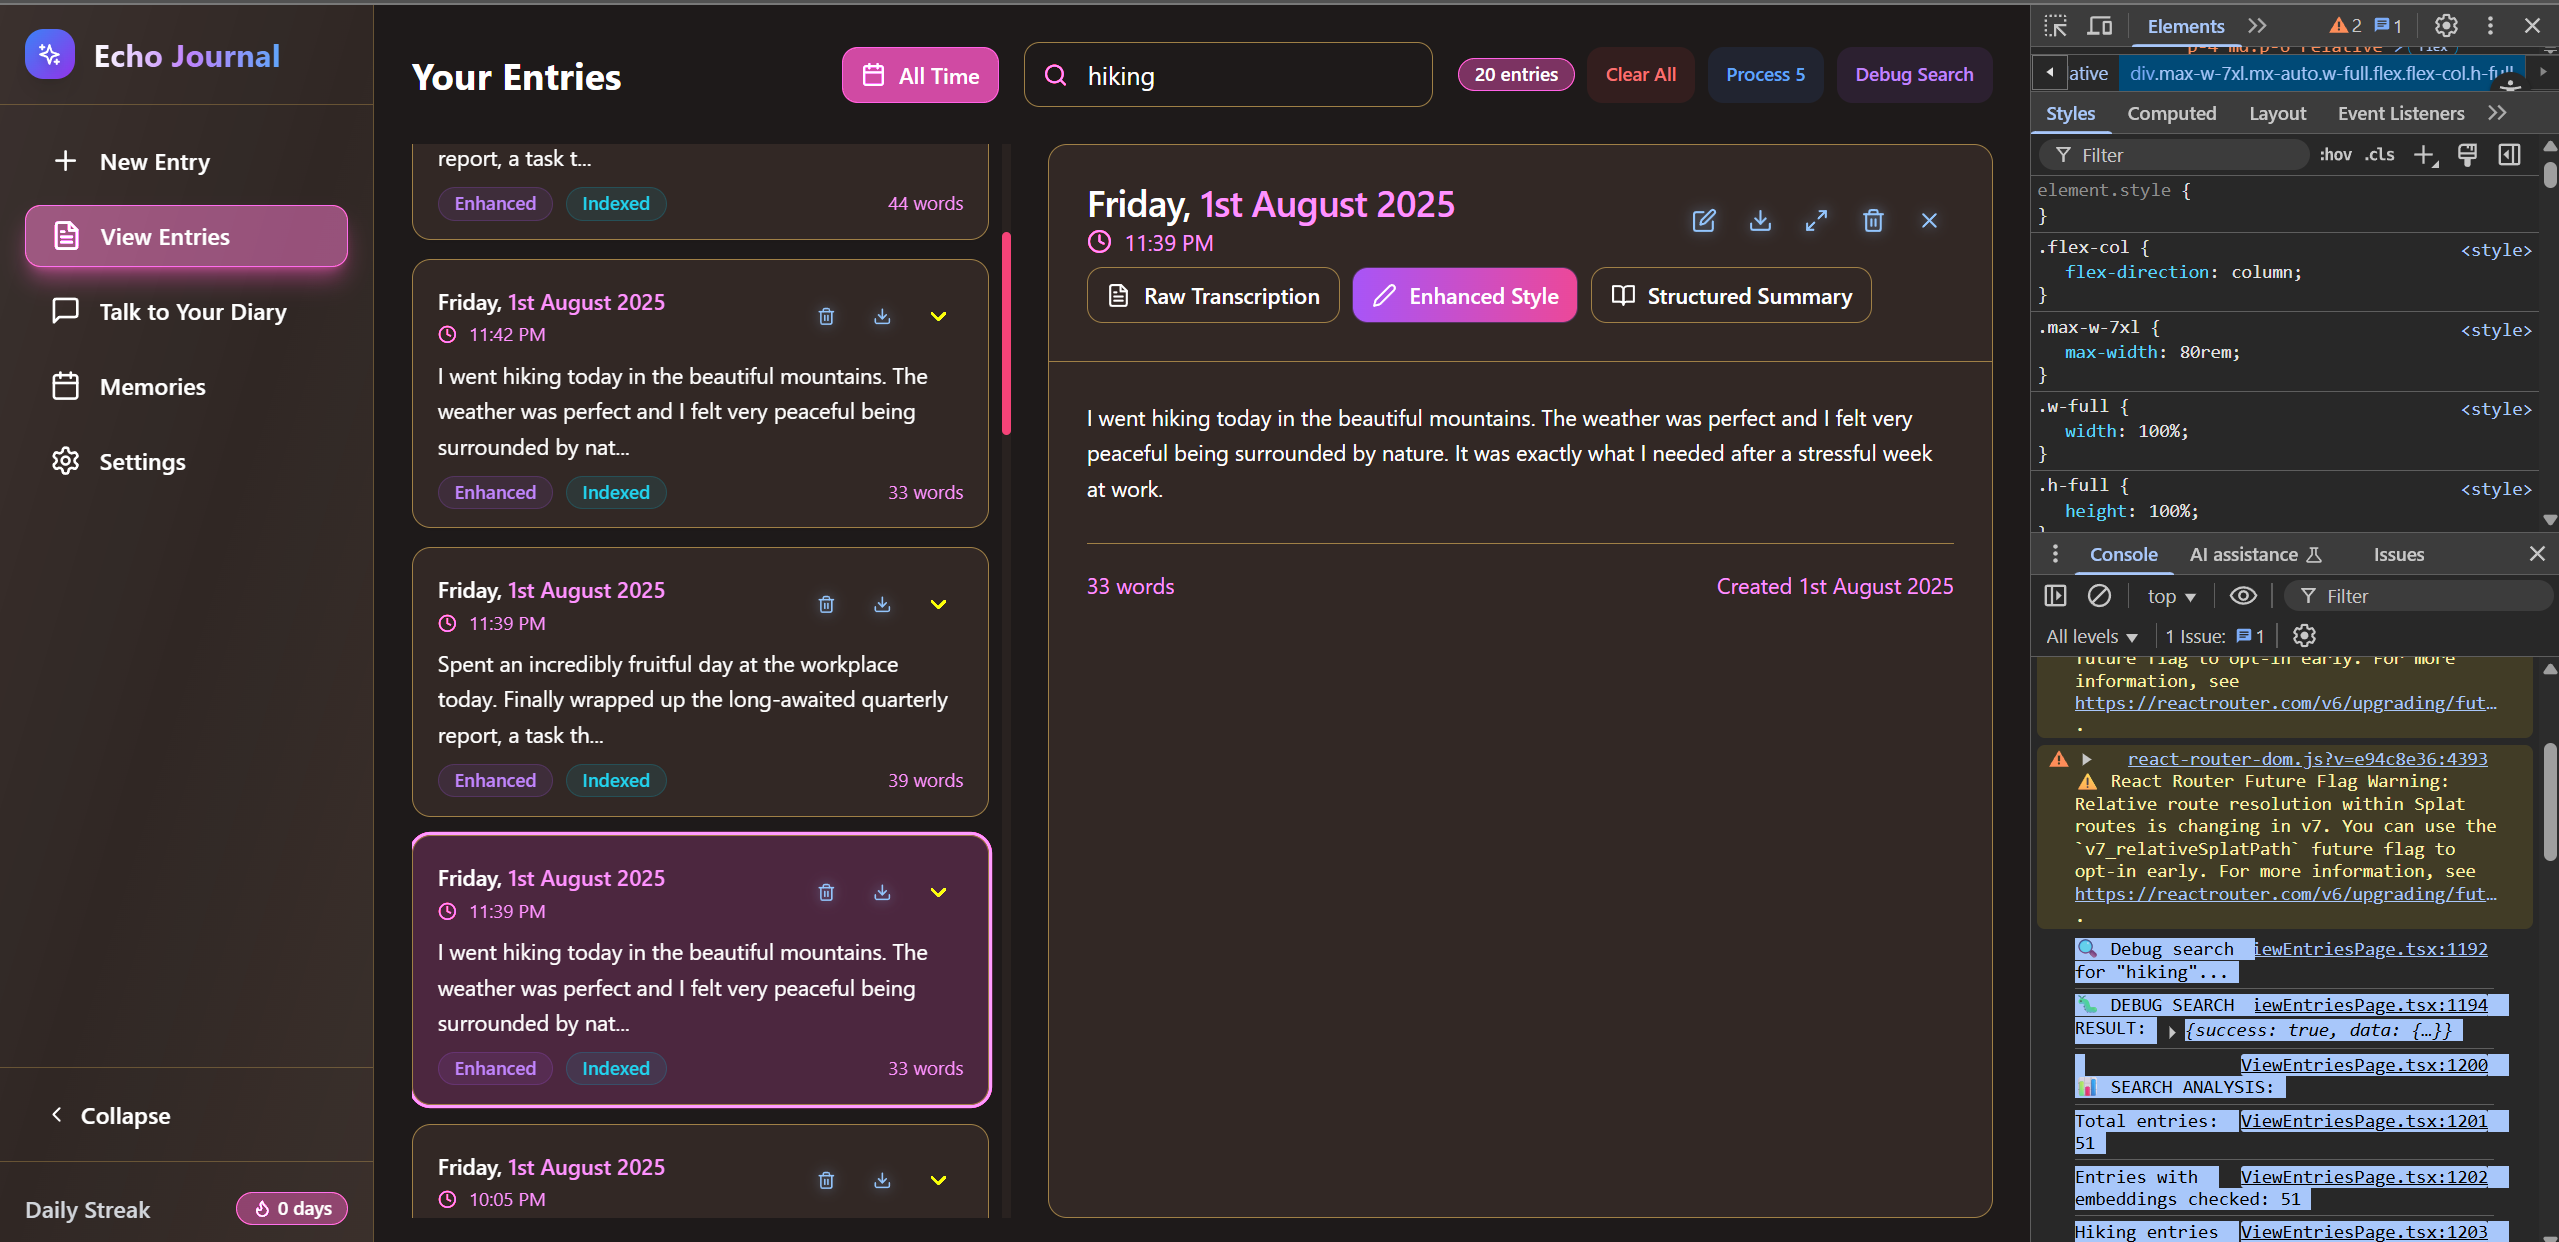 Echo Journal
New Entry
View Entries
Talk to Your Diary
Memories
Settings
Collapse
Daily Streak
0 days
Your Entries
All Time
hiking
20 entries
Clear All
Process 5
Debug Search
report, a task t...
Enhanced
Indexed
44 words
Friday, 1st August 2025
11:42 PM
I went hiking today in the beautiful mountains. The
weather was perfect and I felt very peaceful being
surrounded by nat...
Enhanced
Indexed
33 words
Friday, 1st August 2025
11:39 PM
Spent an incredibly fruitful day at the workplace
today. Finally wrapped up the long-awaited quarterly
report, a task th...
Enhanced
Indexed
39 words
Friday, 1st August 2025
11:39 PM
I went hiking today in the beautiful mountains. The
weather was perfect and I felt very peaceful being
surrounded by nat...
Enhanced
Indexed
33 words
Friday, 1st August 2025
10:05 PM
Friday, 1st August 2025
11:39 PM
Raw Transcription
Enhanced Style
Structured Summary
I went hiking today in the beautiful mountains. The weather was perfect and I felt very
peaceful being surrounded by nature. It was exactly what I needed after a stressful week
at work.
33 words
Created 1st August 2025
Elements
2
1
p-4 md:p-6 relative
flex
ative
div.max-w-7xl.mx-auto.w-full.flex.flex-col.h-full
Styles
Computed
Layout
Event Listeners
Filter
:hov
.cls
element.style {
}
.flex-col {
<style>
flex-direction: column;
}
.max-w-7xl {
<style>
max-width: 80rem;
}
.w-full {
<style>
width: 100%;
}
.h-full {
<style>
height: 100%;
Console
AI assistance
Issues
top
Filter
All levels
1 Issue:
1
future flag to opt-in early. For more
information, see
https://reactrouter.com/v6/upgrading/fut…
.
react-router-dom.js?v=e94c8e36:4393
React Router Future Flag Warning:
Relative route resolution within Splat
routes is changing in v7. You can use the
`v7_relativeSplatPath` future flag to
opt-in early. For more information, see
https://reactrouter.com/v6/upgrading/fut…
.
Debug search
iewEntriesPage.tsx:1192
for "hiking"...
DEBUG SEARCH
iewEntriesPage.tsx:1194
RESULT:
{success: true, data: {…}}
ViewEntriesPage.tsx:1200
SEARCH ANALYSIS:
Total entries:
ViewEntriesPage.tsx:1201
51
Entries with
ViewEntriesPage.tsx:1202
embeddings checked: 51
Hiking entries
ViewEntriesPage.tsx:1203